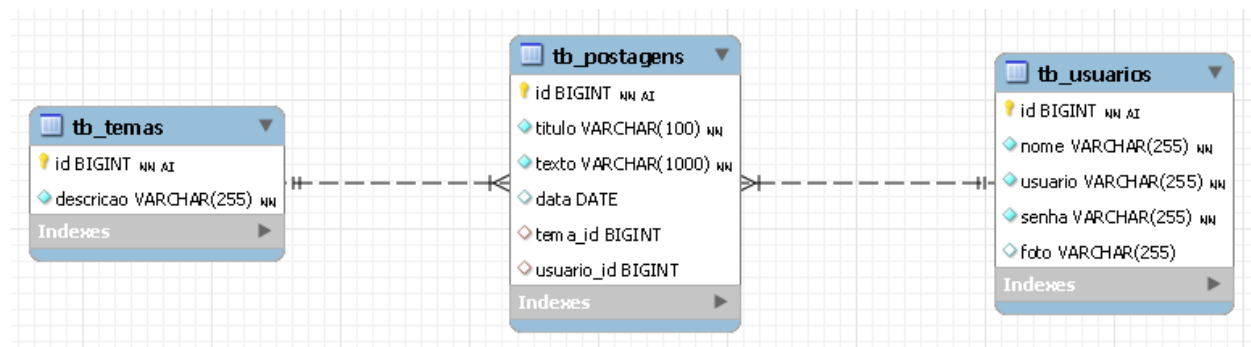 tb_temas
id BIGINT NN AI
descricao VARCHAR(255) NN
Indexes
tb_postagens
id BIGINT NN AI
titulo VARCHAR(100) NN
texto VARCHAR(1000) NN
data DATE
tema_id BIGINT
usuario_id BIGINT
Indexes
tb_usuarios
id BIGINT NN AI
nome VARCHAR(255) NN
usuario VARCHAR(255) NN
senha VARCHAR(255) NN
foto VARCHAR(255)
Indexes